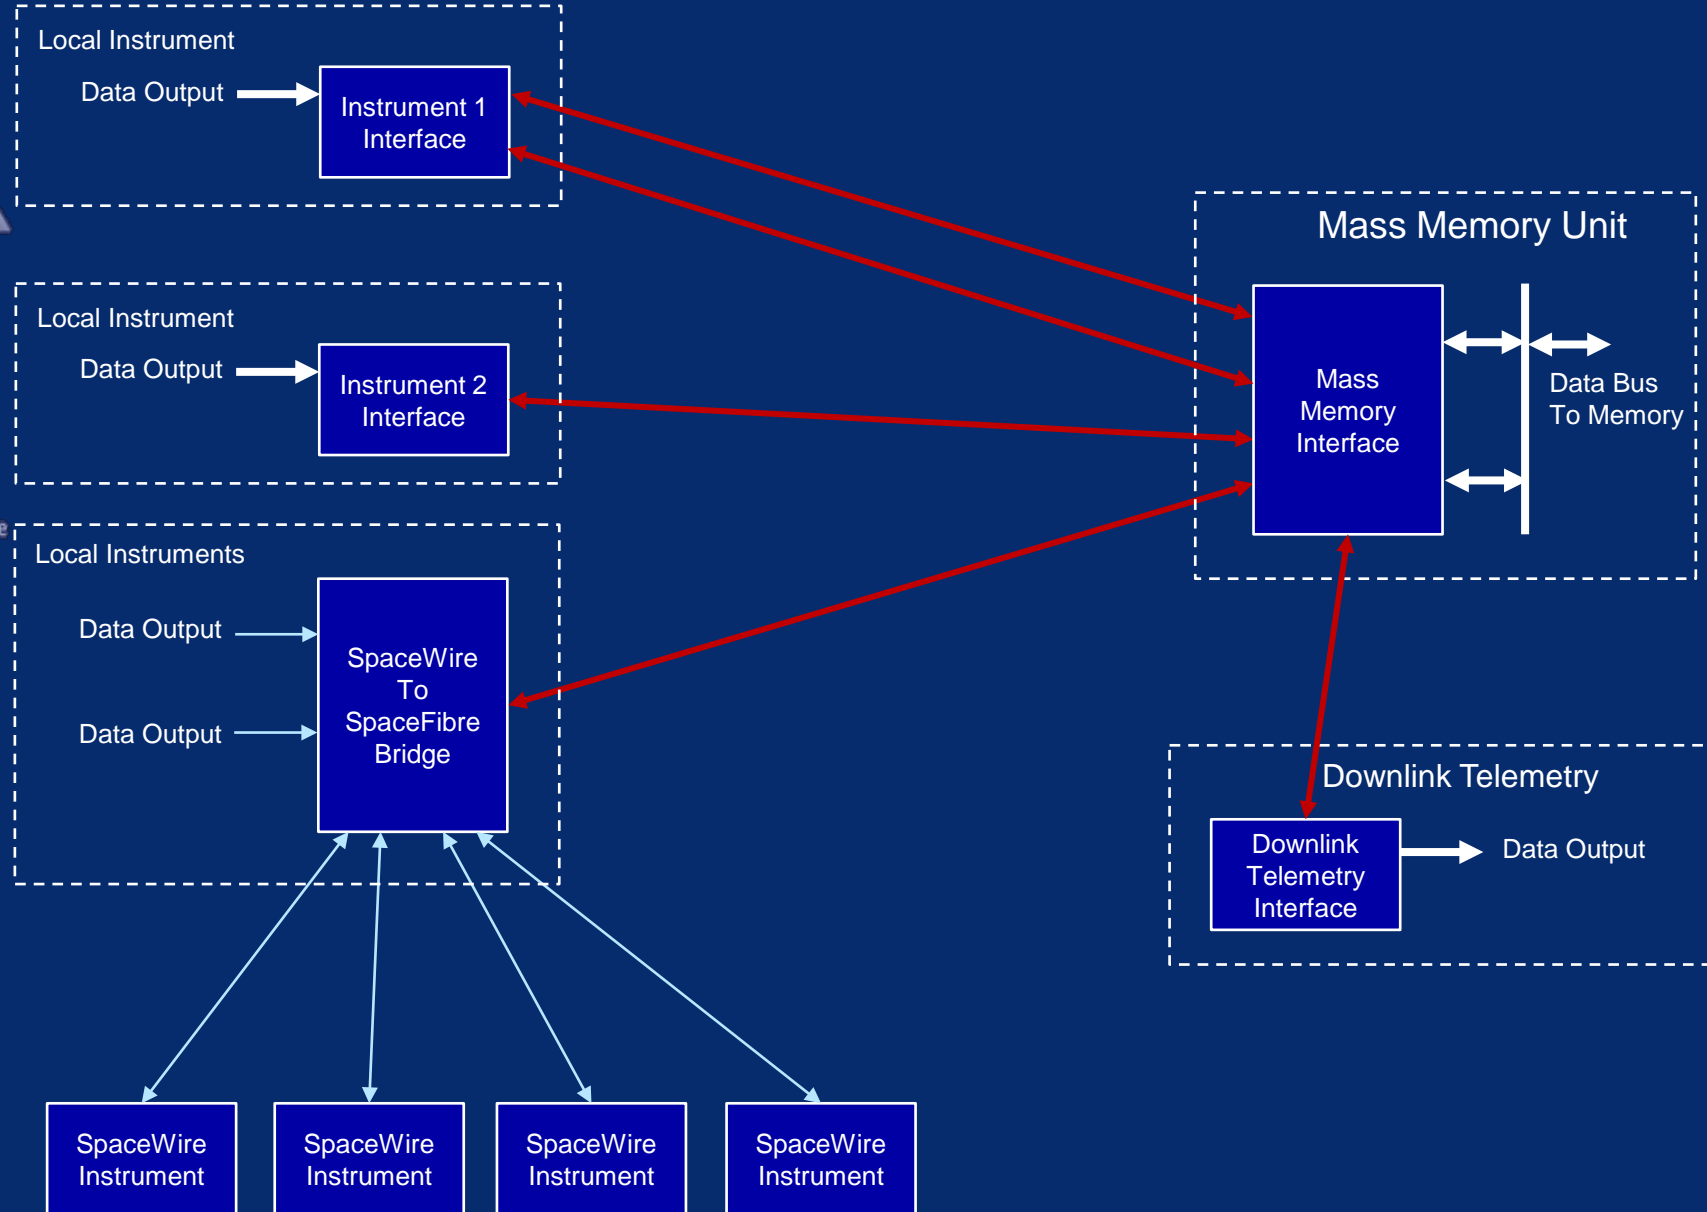 Local Instrument
Data Output
Instrument 1
Interface
Local Instrument
Data Output
Instrument 2
Interface
Local Instruments
Data Output
Data Output
SpaceWire
To
SpaceFibre
Bridge
SpaceWire
Instrument
SpaceWire
Instrument
SpaceWire
Instrument
SpaceWire
Instrument
Mass Memory Unit
Mass
Memory
Interface
Data Bus
To Memory
Downlink Telemetry
Downlink
Telemetry
Interface
Data Output